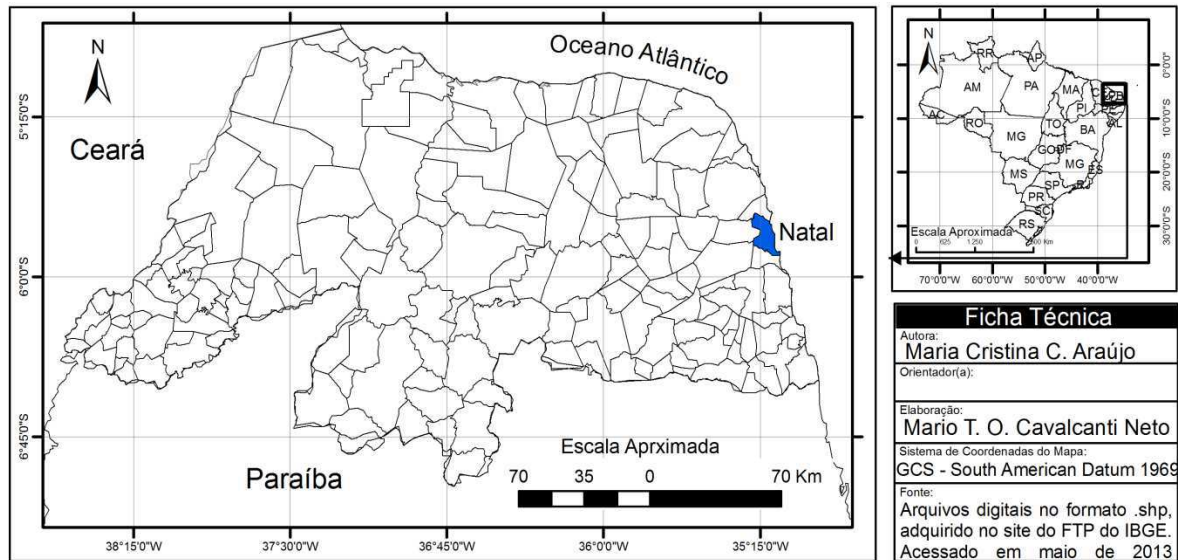 N
Oceano Atlântico
5°15'0"S
Ceará
Natal
6°0'0"S
6°45'0"S
Escala Aprximada
70 35 0 70 Km
Paraíba
38°15'0"W 37°30'0"W 36°45'0"W 36°0'0"W 35°15'0"W
N
RR AP
0°0'0"
AM PA MA
PI
AC RO TO BA AL
10°0'0"S
MG GO DF
MS MG ES
20°0'0"S
SP
PR
SC
RS
30°0'0"S
Escala Aproximada
0 625 1.250
70°0'0"W 60°0'0"W 50°0'0"W 40°0'0"W
Ficha Técnica
Autora:
Maria Cristina C. Araújo
Orientador(a):
Elaboração:
Mario T. O. Cavalcanti Neto
Sistema de Coordenadas do Mapa:
GCS - South American Datum 1969
Fonte:
Arquivos digitais no formato .shp,
adquirido no site do FTP do IBGE.
Acessado em maio de 2013